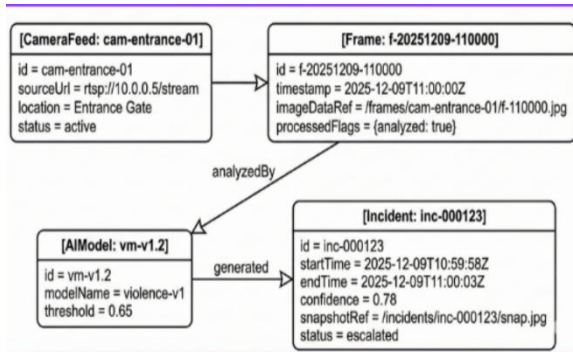 [CameraFeed: cam-entrance-01]
id = cam-entrance-01
sourceUrl = rtsp://10.0.0.5/stream
location = Entrance Gate
status = active
[Frame: f-20251209-110000]
id = f-20251209-110000
timestamp = 2025-12-09T11:00:00Z
imageDataRef = /frames/cam-entrance-01/f-110000.jpg
processedFlags = {analyzed: true}
analyzedBy
[AIModel: vm-v1.2]
id = vm-v1.2
modelName = violence-v1
threshold = 0.65
generated
[Incident: inc-000123]
id = inc-000123
startTime = 2025-12-09T10:59:58Z
endTime = 2025-12-09T11:00:03Z
confidence = 0.78
snapshotRef = /incidents/inc-000123/snap.jpg
status = escalated